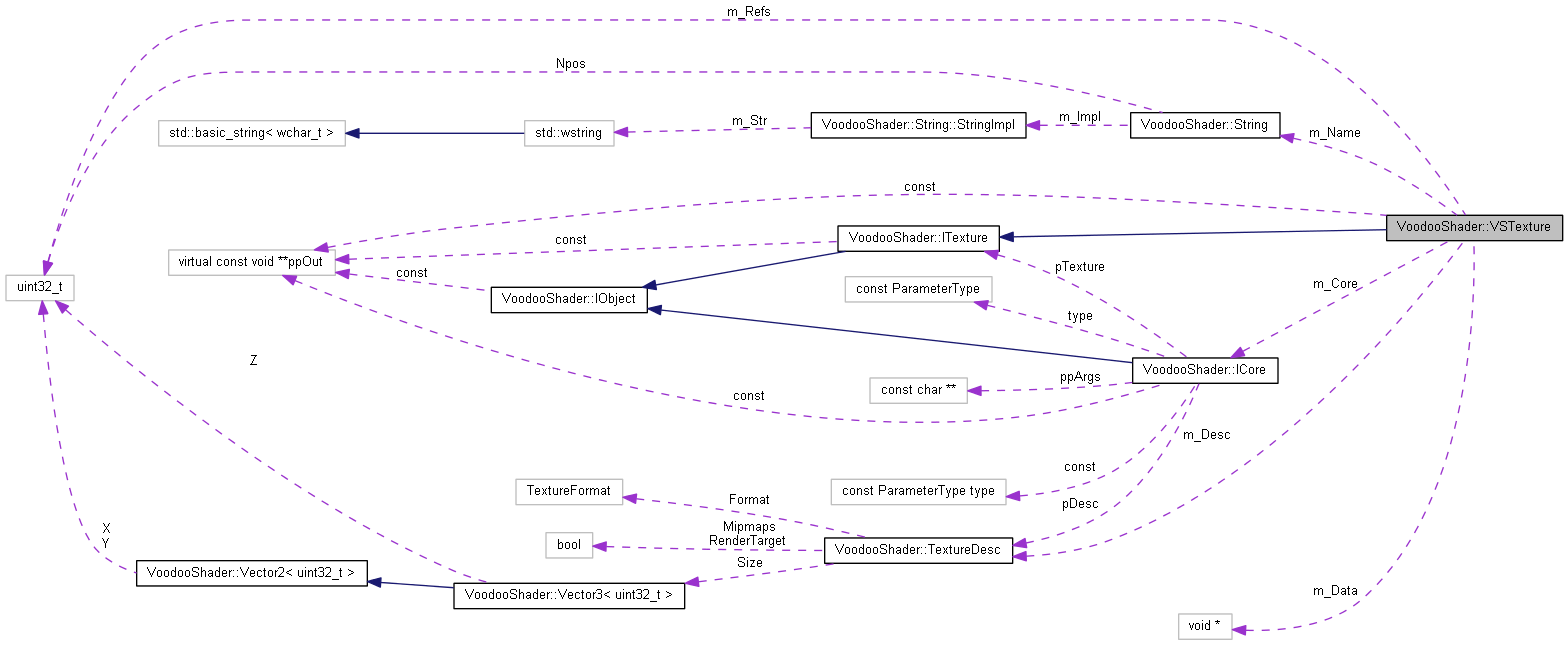 m_Refs
Npos
std::basic_string< wchar_t >
std::wstring
m_Str
VoodooShader::String::StringImpl
m_Impl
VoodooShader::String
m_Name
const
VoodooShader::VSTexture
const
VoodooShader::ITexture
virtual const void **ppOut
const
pTexture
uint32_t
VoodooShader::IObject
const ParameterType
m_Core
type
Z
VoodooShader::ICore
ppArgs
const char **
const
m_Desc
const
TextureFormat
Format
const ParameterType type
pDesc
X
Y
bool
Mipmaps
RenderTarget
VoodooShader::TextureDesc
Size
VoodooShader::Vector2< uint32_t >
VoodooShader::Vector3< uint32_t >
m_Data
void *